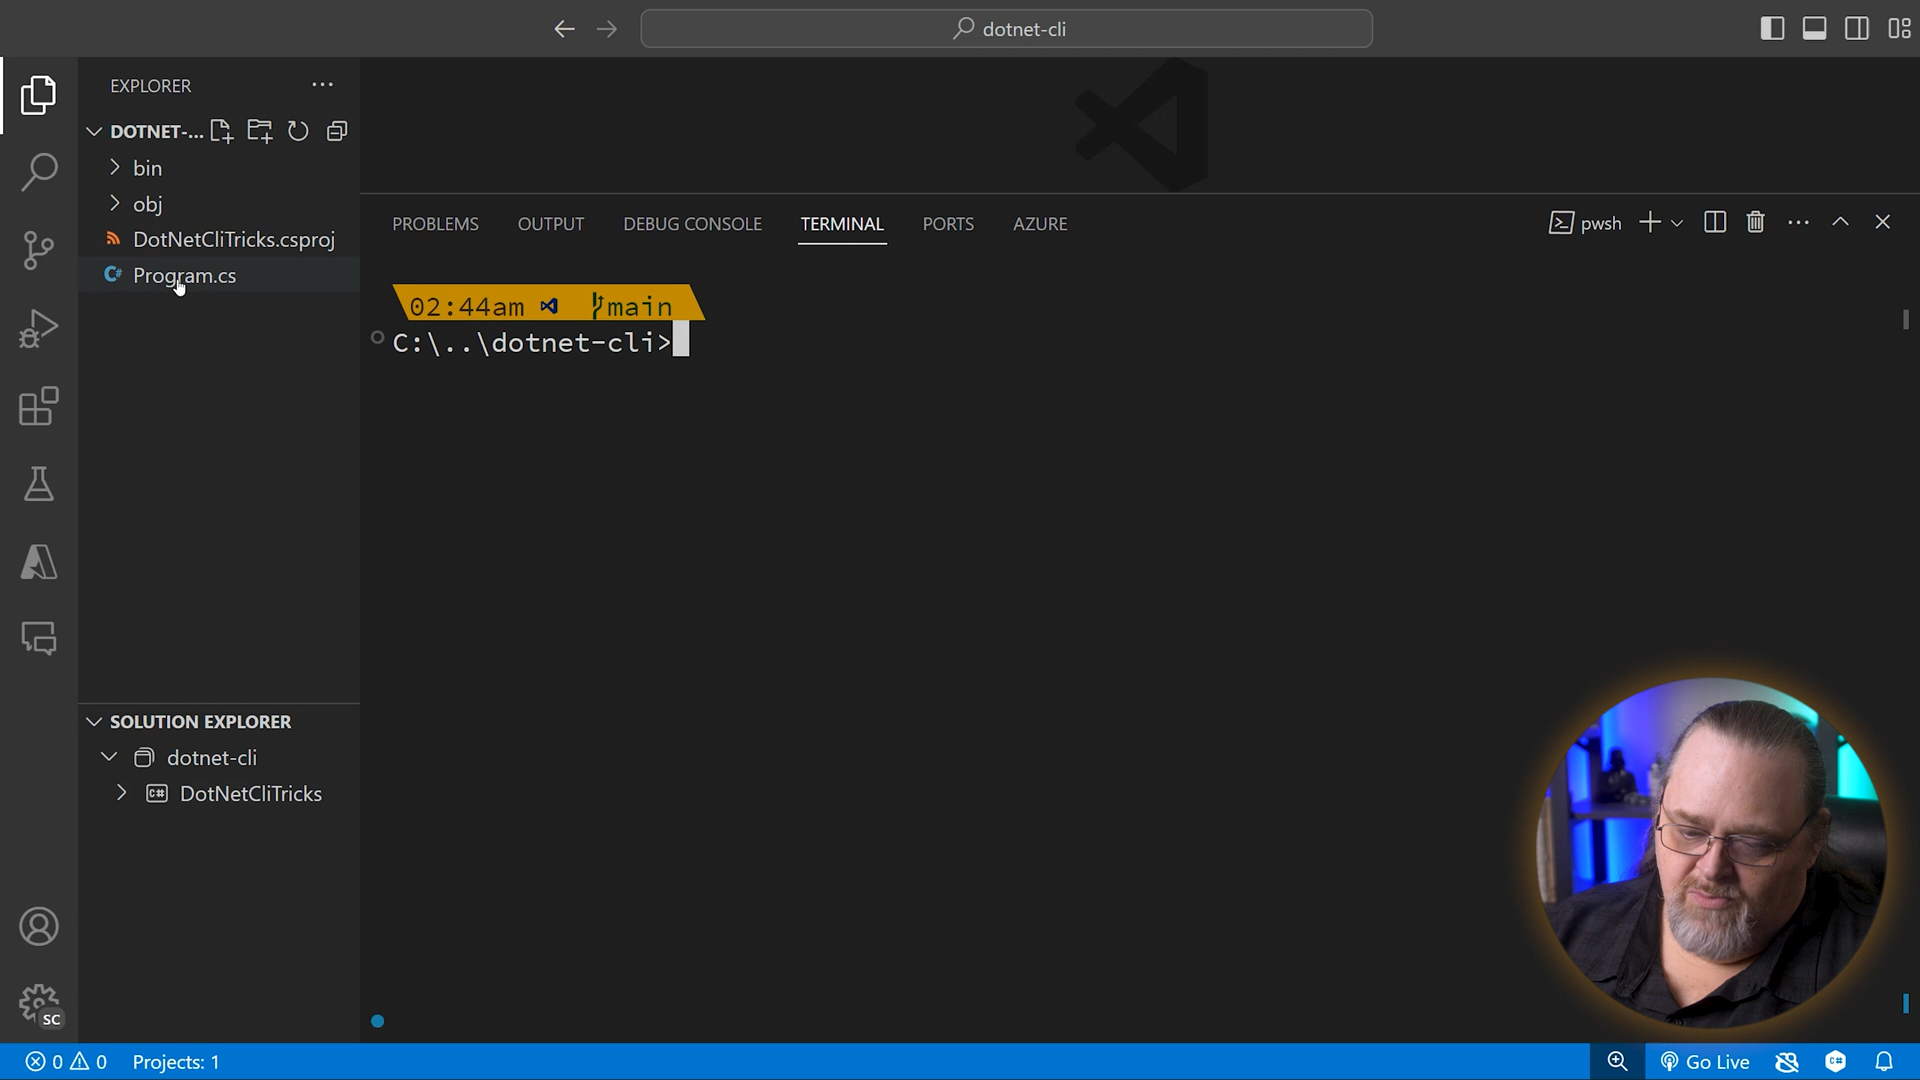 dotnet-cli
EXPLORER
DOTNET-...
bin
obj
DotNetCliTricks.csproj
C# Program.cs
PROBLEMS OUTPUT DEBUG CONSOLE TERMINAL PORTS AZURE
pwsh
02:44am main
C:\..\dotnet-cli>
SOLUTION EXPLORER
dotnet-cli
C# DotNetCliTricks
SC
0 0 Projects: 1
Go Live
C#